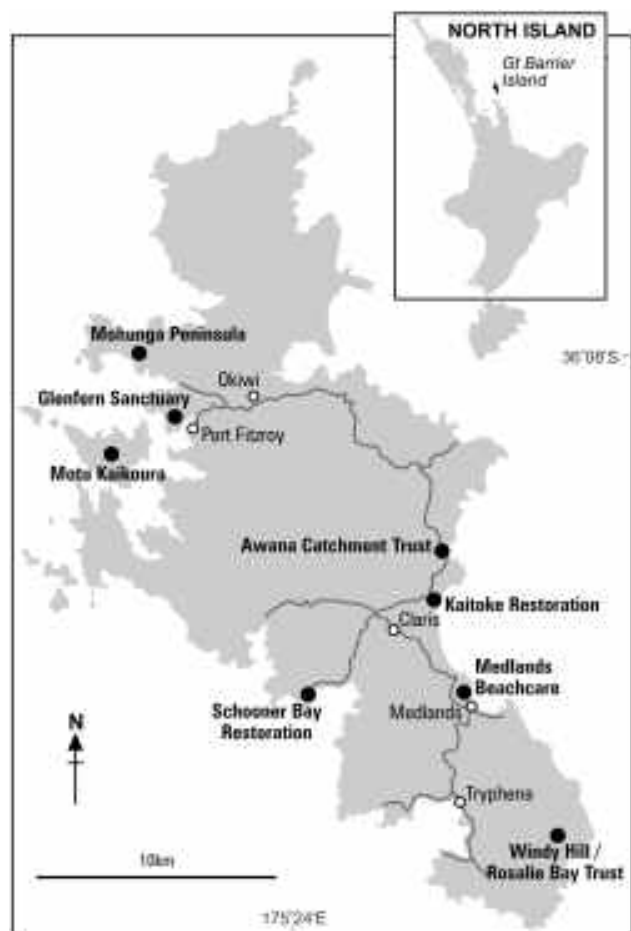 NORTH ISLAND
Gt Barrier
Island
Mohunga Peninsula
36°08'S
Okiwi
Glenfern Sanctuary
Port Fitzroy
Motu Kaikoura
Awana Catchment Trust
Kaitoke Restoration
Claris
Medlands
Beachcare
Medlands
Schooner Bay
Restoration
N
Tryphena
Windy Hill /
Rosalie Bay Trust
10km
175°24'E